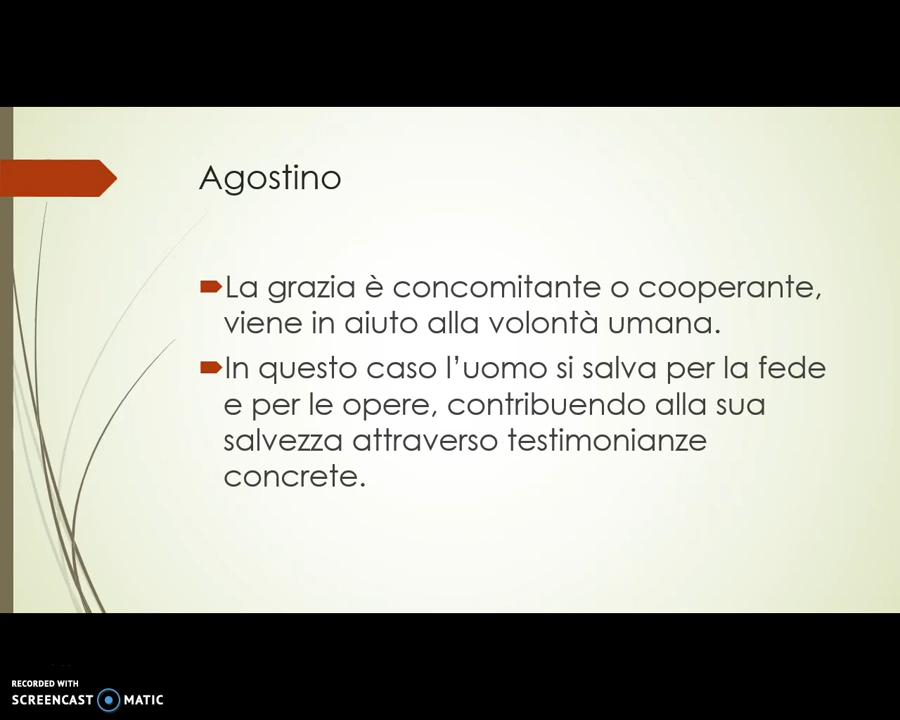 Agostino
La grazia è concomitante o cooperante,
viene in aiuto alla volontà umana.
In questo caso l’uomo si salva per la fede
e per le opere, contribuendo alla sua
salvezza attraverso testimonianze
concrete.
RECORDED WITH
SCREENCAST MATIC